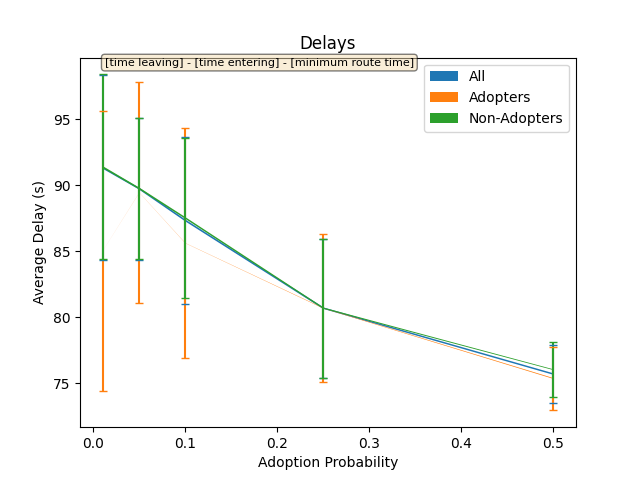 Delays
[time leaving] - [time entering] - [minimum route time]
All
Adopters
Non-Adopters
Average Delay (s)
95
90
85
80
75
0.0
0.1
0.2
0.3
0.4
0.5
Adoption Probability